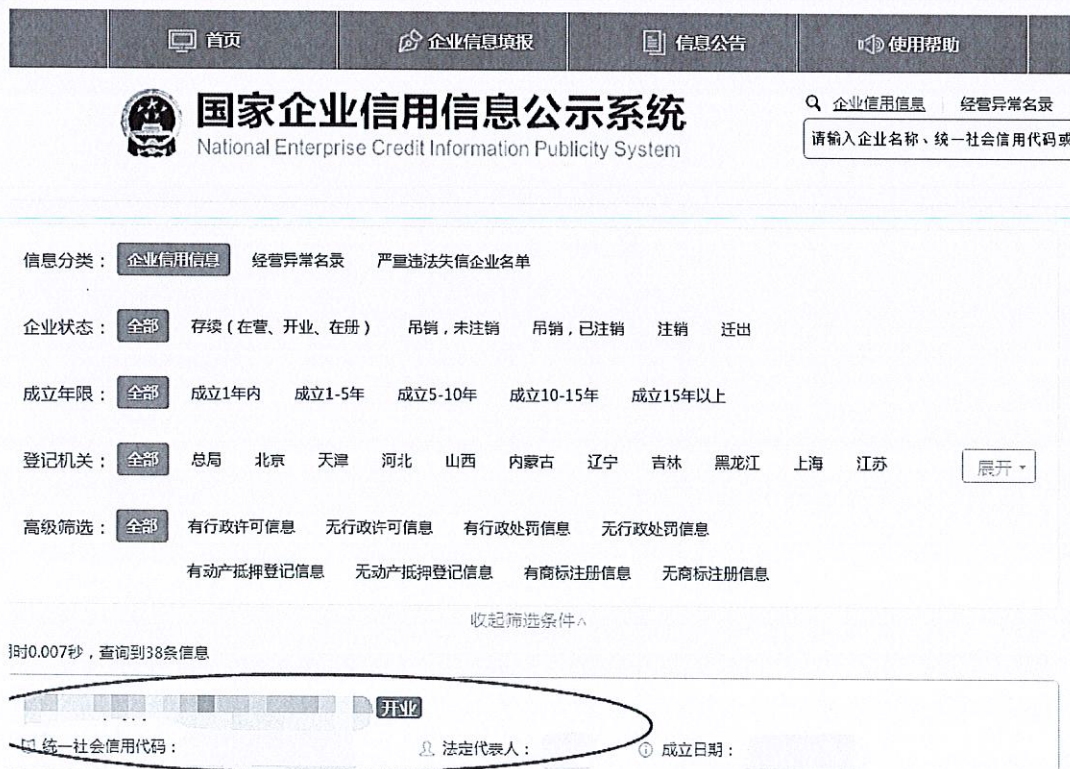 首页 企业信息填报 信息公告 使用帮助
国家企业信用信息公示系统
National Enterprise Credit Information Publicity System
企业信用信息 经营异常名录
请输入企业名称、统一社会信用代码或
信息分类： 企业信用信息 经营异常名录 严重违法失信企业名单
企业状态： 全部 存续（在营、开业、在册） 吊销，未注销 吊销，已注销 注销 迁出
成立年限： 全部 成立1年内 成立1-5年 成立5-10年 成立10-15年 成立15年以上
登记机关： 全部 总局 北京 天津 河北 山西 内蒙古 辽宁 吉林 黑龙江 上海 江苏 展开
高级筛选： 全部 有行政许可信息 无行政许可信息 有行政处罚信息 无行政处罚信息
有动产抵押登记信息 无动产抵押登记信息 有商标注册信息 无商标注册信息
收起筛选条件
用时0.007秒，查询到38条信息
开业
统一社会信用代码： 法定代表人： 成立日期：